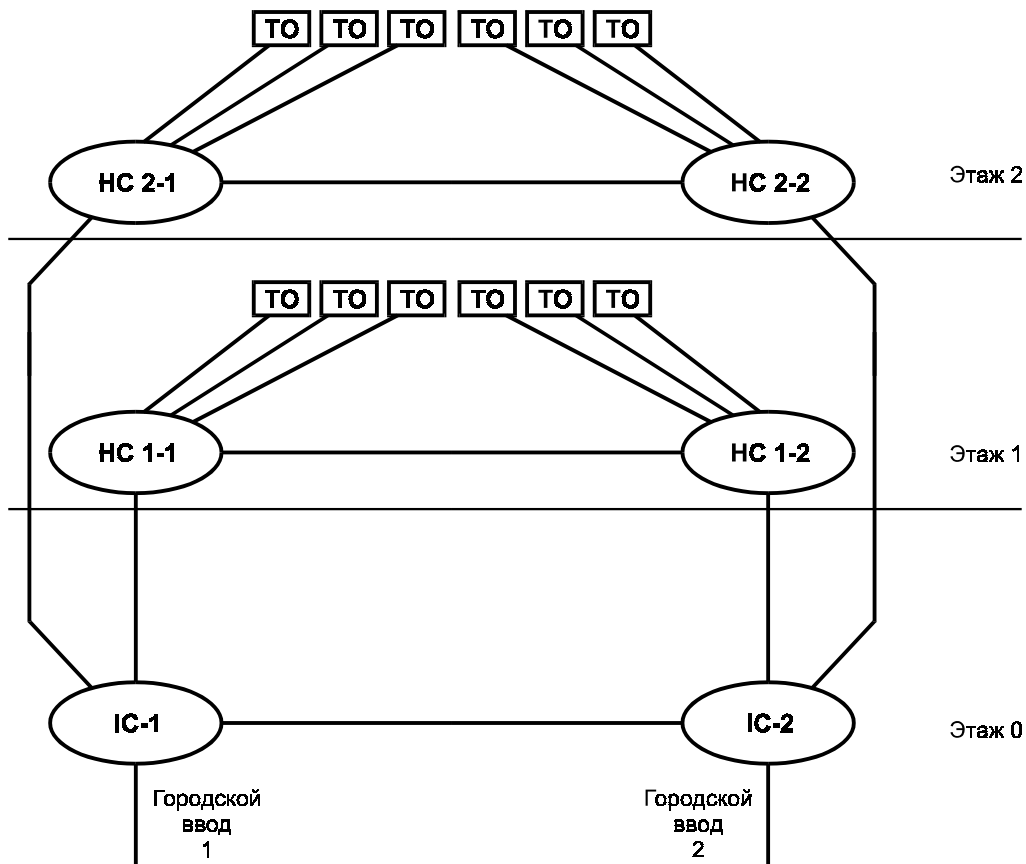 ТО ТО ТО ТО ТО ТО
НС 2-1
НС 2-2
Этаж 2
ТО ТО ТО ТО ТО ТО
НС 1-1
НС 1-2
Этаж 1
IC-1
IC-2
Этаж 0
Городской
ввод
1
Городской
ввод
2